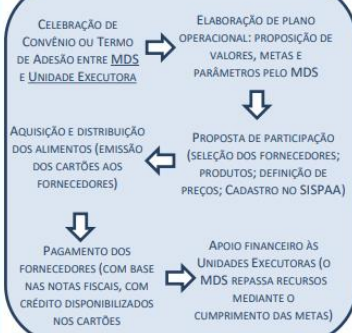 CELEBRAÇÃO DE
CONVÊNIO OU TERMO
DE ADESÃO ENTRE MDS
E UNIDADE EXECUTORA
ELABORAÇÃO DE PLANO
OPERACIONAL: PROPOSIÇÃO DE
VALORES, METAS E
PARÂMETROS PELO MDS
PROPOSTA DE PARTICIPAÇÃO
(SELEÇÃO DOS FORNECEDORES;
PRODUTOS; DEFINIÇÃO DE
PREÇOS; CADASTRO NO SISPAA)
AQUISIÇÃO E DISTRIBUIÇÃO
DOS ALIMENTOS (EMISSÃO
DOS CARTÕES AOS
FORNECEDORES)
PAGAMENTO DOS
FORNECEDORES (COM BASE
NAS NOTAS FISCAIS, COM
CRÉDITO DISPONIBILIZADOS
NOS CARTÕES
APOIO FINANCEIRO ÀS
UNIDADES EXECUTORAS (O
MDS REPASSA RECURSOS
MEDIANTE O
CUMPRIMENTO DAS METAS)